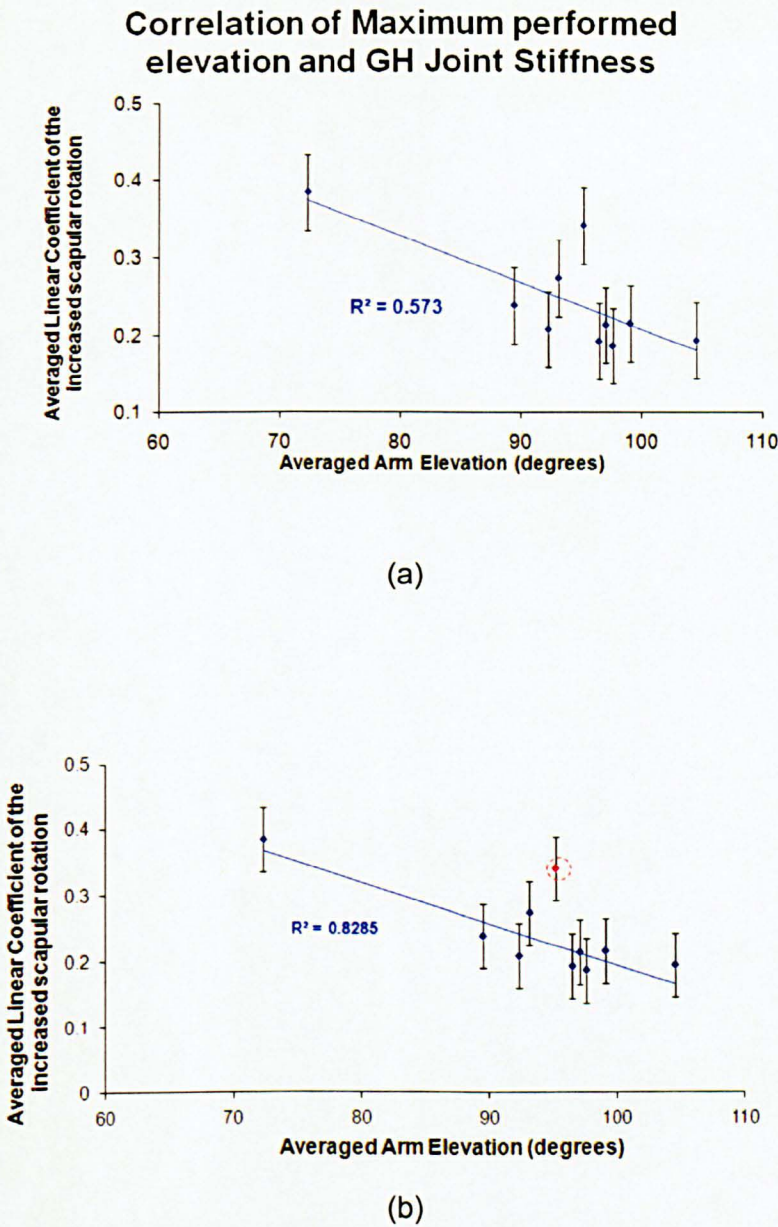 Correlation of Maximum performed
elevation and GH Joint Stiffness
Averaged Linear Coefficient of the
Increased scapular rotation
0.5
0.4
0.3
0.2
0.1
R² = 0.573
60 70 80 90 100 110
Averaged Arm Elevation (degrees)
(a)
Averaged Linear Coefficient of the
Increased scapular rotation
0.5
0.4
0.3
0.2
0.1
0
R² = 0.8285
60 70 80 90 100 110
Averaged Arm Elevation (degrees)
(b)